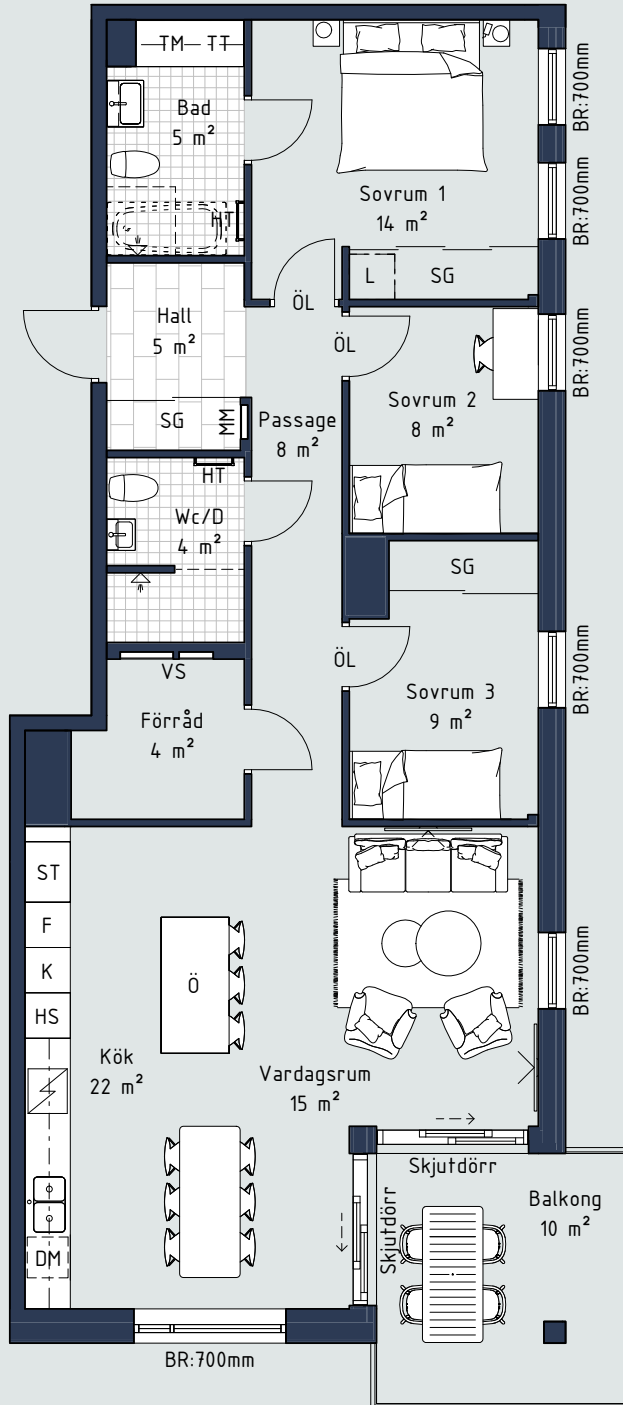 TM TT
Bad
5 m²
HT
BR:700mm
BR:700mm
Sovrum 1
14 m²
L
SG
ÖL
Hall
5 m²
SG
MM
ÖL
BR:700mm
Passage
8 m²
Sovrum 2
8 m²
HT
Wc/D
4 m²
SG
VS
ÖL
BR:700mm
Förråd
4 m²
Sovrum 3
9 m²
ST
F
K
HS
Ö
BR:700mm
Kök
22 m²
Vardagsrum
15 m²
Skjutdörr
Skjutdörr
Balkong
10 m²
DM
BR:700mm